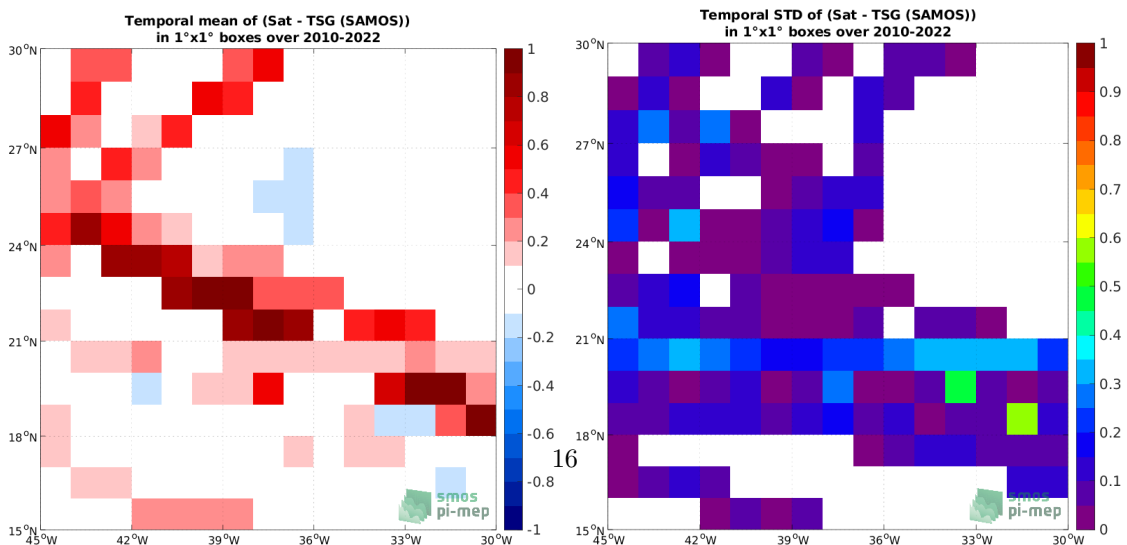 Temporal mean of (Sat - TSG (SAMOS))
in 1°x1° boxes over 2010-2022
30°N
27°N
24°N
21°N
18°N
15°N
45°W
42°W
39°W
36°W
33°W
30°W
1
0.8
0.6
0.4
0.2
0
-0.2
-0.4
-0.6
-0.8
-1
smos
pi-mep
16
Temporal STD of (Sat - TSG (SAMOS))
in 1°x1° boxes over 2010-2022
30°N
27°N
24°N
21°N
18°N
15°N
45°W
42°W
39°W
36°W
33°W
30°W
1
0.9
0.8
0.7
0.6
0.5
0.4
0.3
0.2
0.1
0
smos
pi-mep